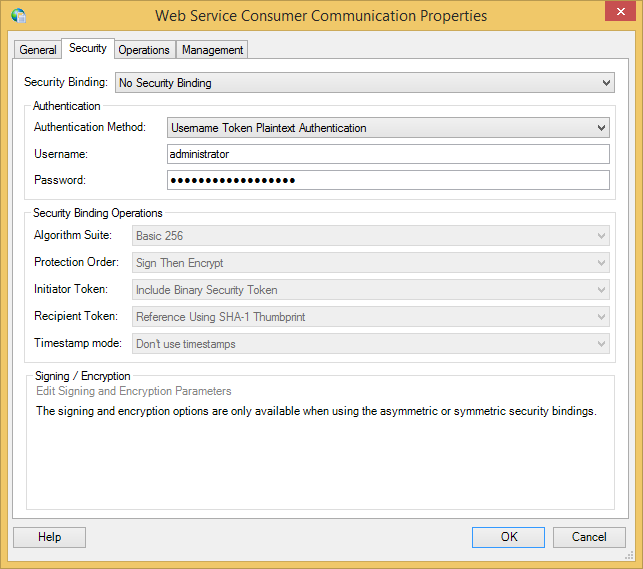 Web Service Consumer Communication Properties
General Security Operations Management
Security Binding: No Security Binding
Authentication
Authentication Method: Username Token Plaintext Authentication
Username: administrator
Password: ●●●●●●●●●●●●●●●●●●
Security Binding Operations
Algorithm Suite: Basic 256
Protection Order: Sign Then Encrypt
Initiator Token: Include Binary Security Token
Recipient Token: Reference Using SHA-1 Thumbprint
Timestamp mode: Don't use timestamps
Signing / Encryption
Edit Signing and Encryption Parameters
The signing and encryption options are only available when using the asymmetric or symmetric security bindings.
Help OK Cancel